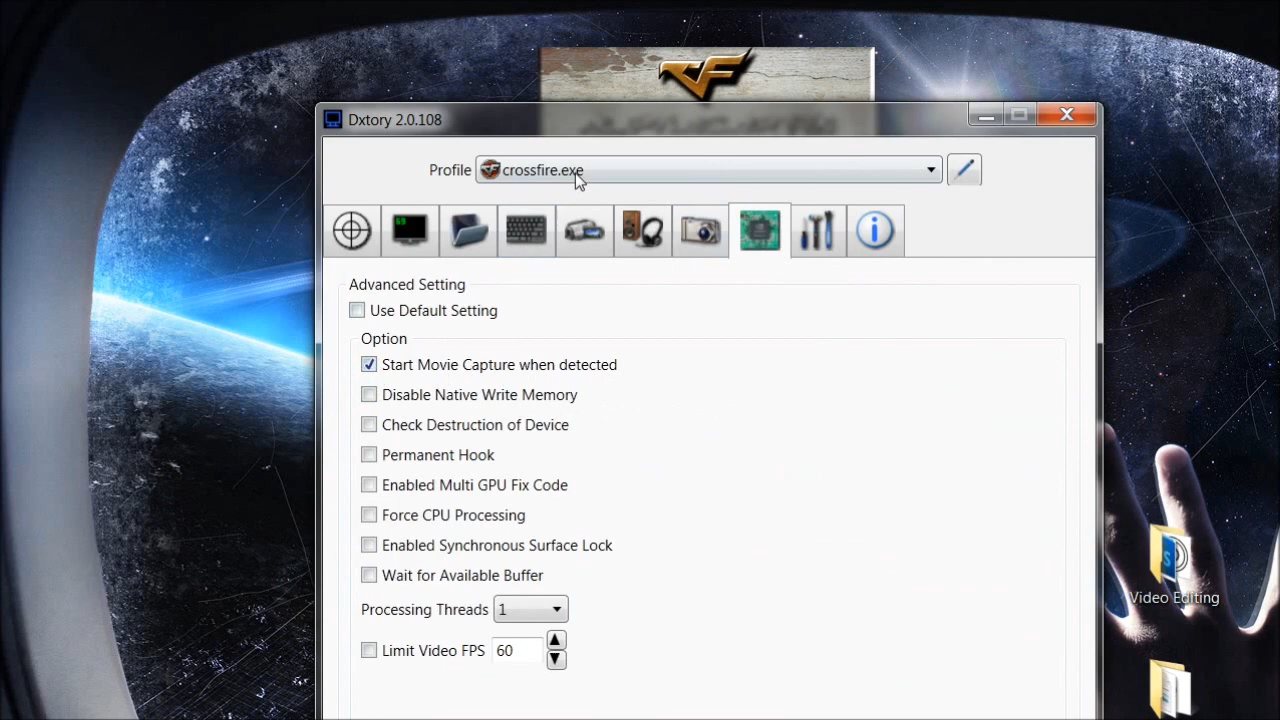 Dxtory 2.0.108
Profile crossfire.exe
69
Advanced Setting
Use Default Setting
Option
Start Movie Capture when detected
Disable Native Write Memory
Check Destruction of Device
Permanent Hook
Enabled Multi GPU Fix Code
Force CPU Processing
Enabled Synchronous Surface Lock
Wait for Available Buffer
Processing Threads 1
Limit Video FPS 60
Video Editing